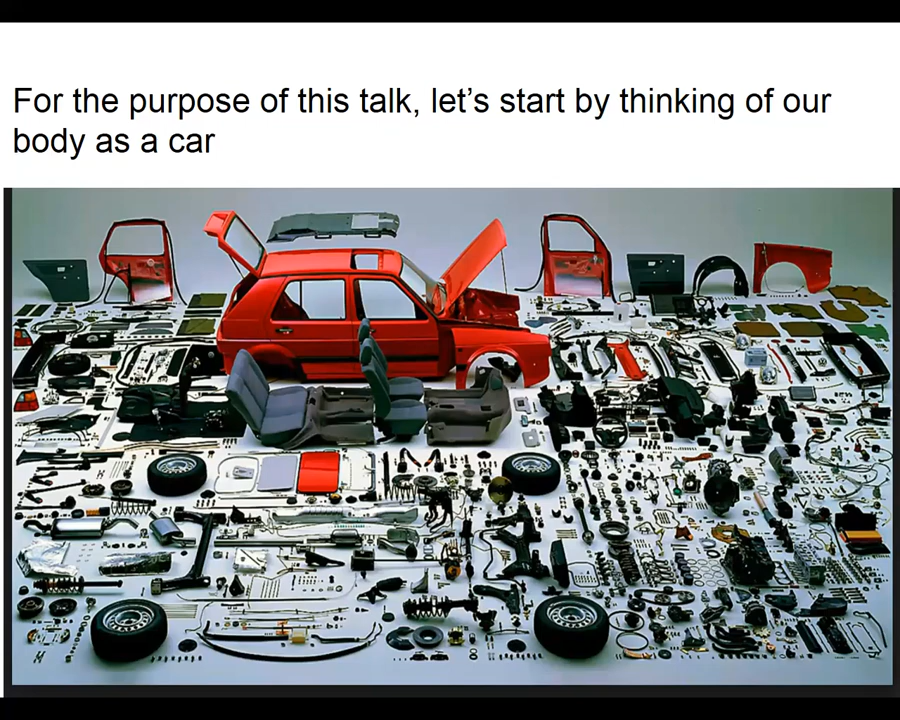 For the purpose of this talk, let’s start by thinking of our
body as a car